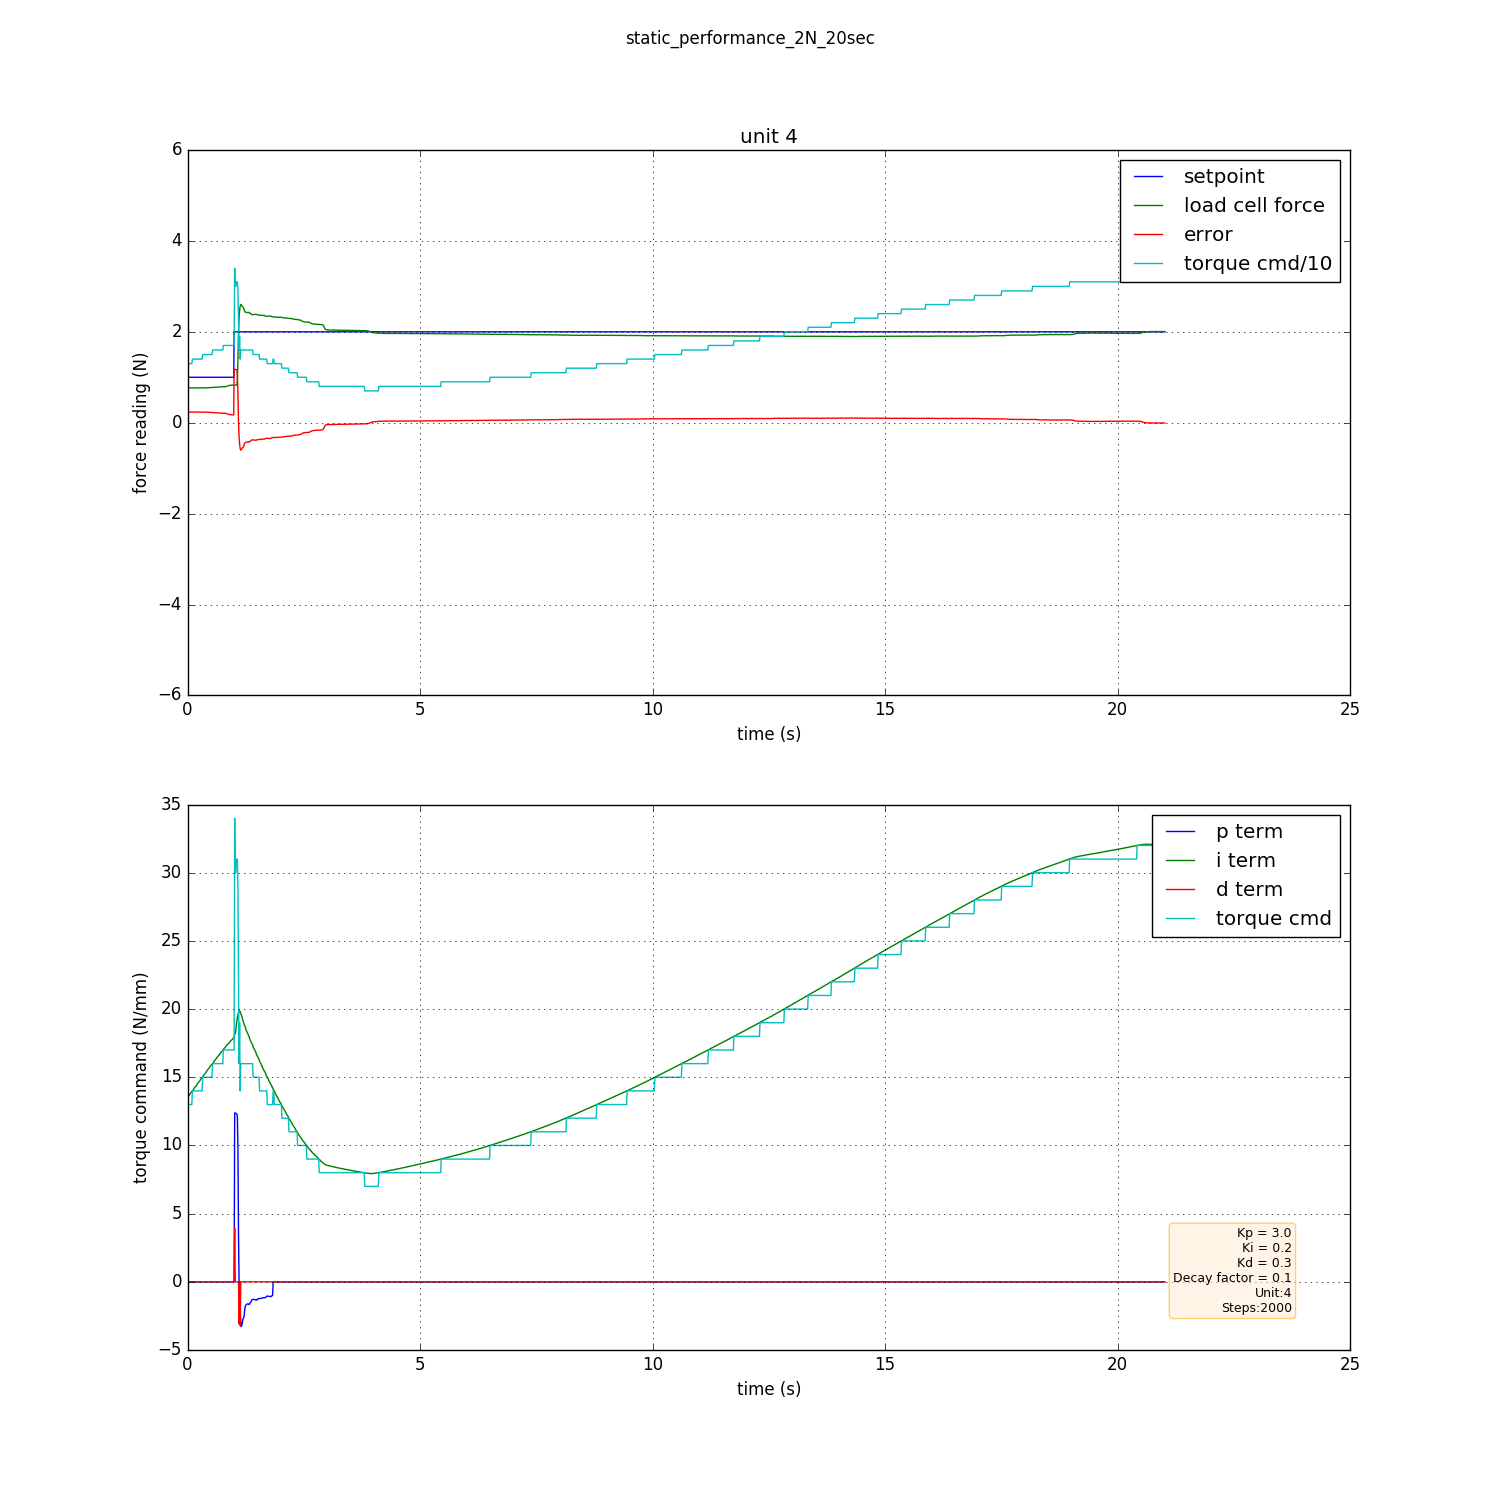 static_performance_2N_20sec
unit 4
6
4
2
0
−2
−4
−6
force reading (N)
setpoint
load cell force
error
torque cmd/10
0 5 10 15 20 25
time (s)
35
30
25
20
15
10
5
0
−5
torque command (N/mm)
p term
i term
d term
torque cmd
Kp = 3.0
Ki = 0.2
Kd = 0.3
Decay factor = 0.1
Unit:4
Steps:2000
0 5 10 15 20 25
time (s)